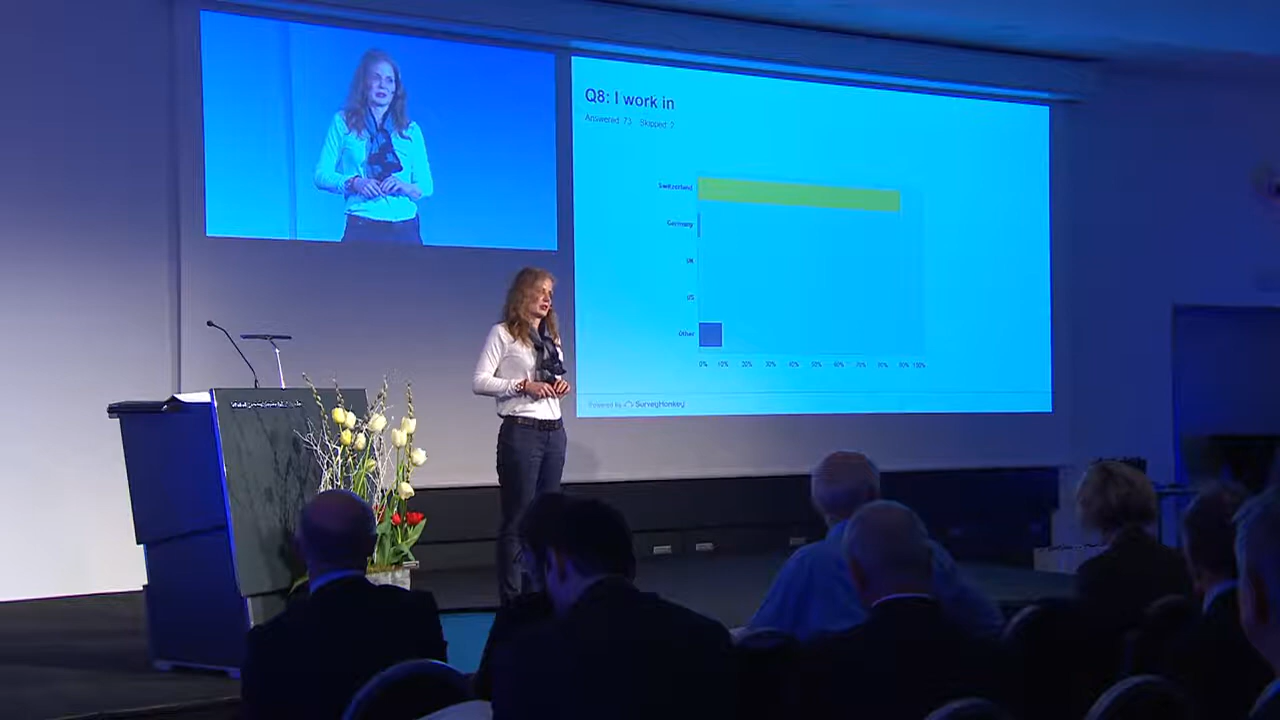 Q8: I work in
Answered: 73 Skipped: 2
Switzerland
Germany
UK
US
Other
0% 10% 20% 30% 40% 50% 60% 70% 80% 90% 100%
Powered by SurveyMonkey